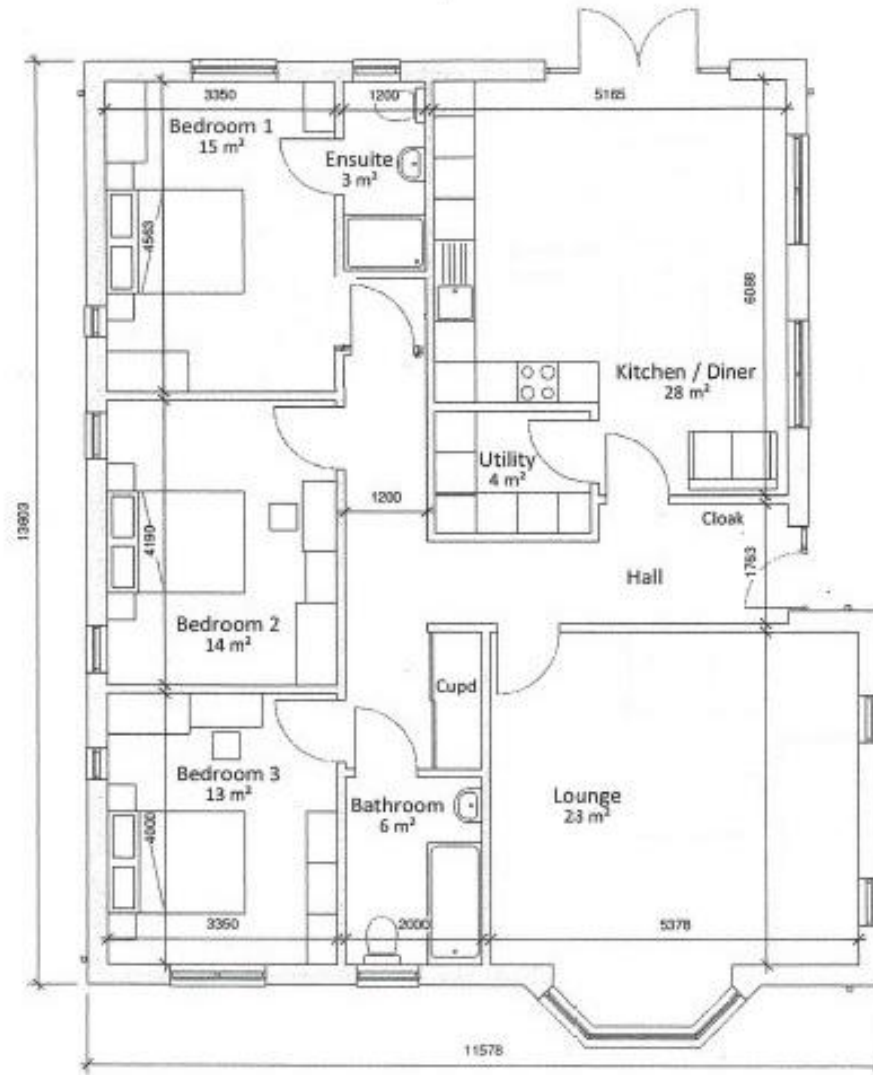 3350
1200
5165
Bedroom 1
15 m²
Ensuite
3 m²
4563
6088
Kitchen / Diner
28 m²
Utility
4 m²
1200
Cloak
13803
4190
1763
Hall
Bedroom 2
14 m²
Cupd
Bedroom 3
13 m²
Bathroom
6 m²
Lounge
23 m²
4000
3350
2000
5378
11578